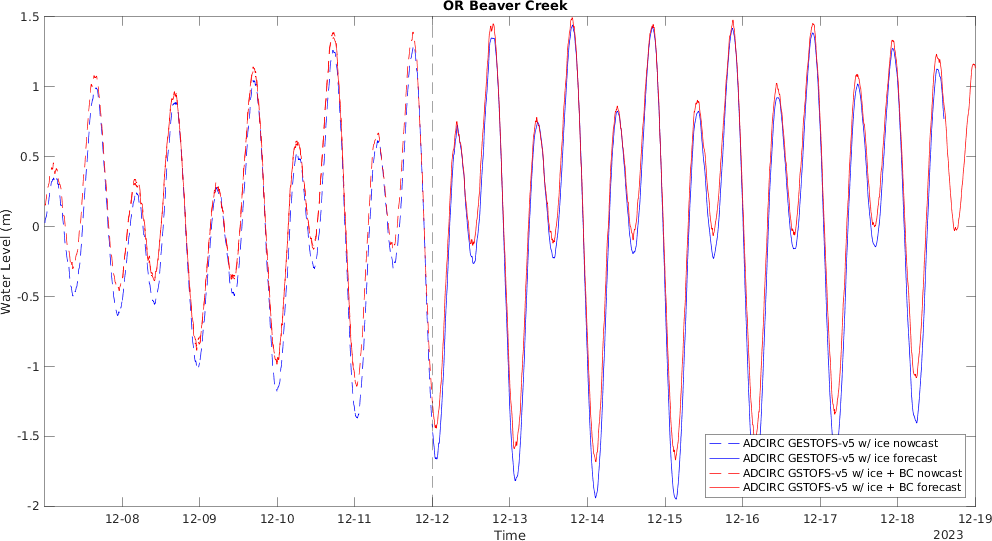 OR Beaver Creek
Water Level (m)
1.5
1
0.5
0
-0.5
-1
-1.5
-2
12-08 12-09 12-10 12-11 12-12 12-13 12-14 12-15 12-16 12-17 12-18 12-19
Time
2023
ADCIRC GESTOFS-v5 w/ ice nowcast
ADCIRC GESTOFS-v5 w/ ice forecast
ADCIRC GSTOFS-v5 w/ ice + BC nowcast
ADCIRC GSTOFS-v5 w/ ice + BC forecast